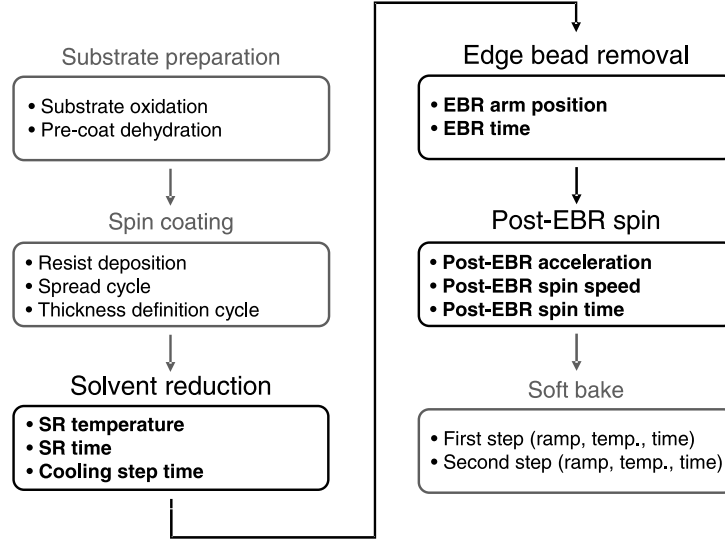 Substrate preparation
• Substrate oxidation
• Pre-coat dehydration
Spin coating
• Resist deposition
• Spread cycle
• Thickness definition cycle
Solvent reduction
• SR temperature
• SR time
• Cooling step time
Edge bead removal
• EBR arm position
• EBR time
Post-EBR spin
• Post-EBR acceleration
• Post-EBR spin speed
• Post-EBR spin time
Soft bake
• First step (ramp, temp., time)
• Second step (ramp, temp., time)